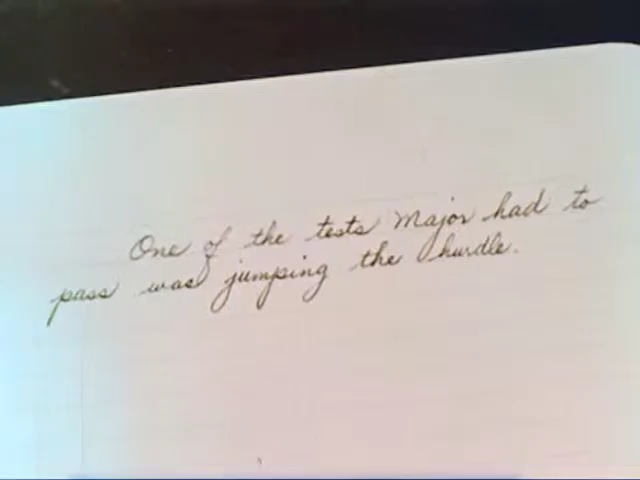 One of the tests Major had to
pass was jumping the hurdle.